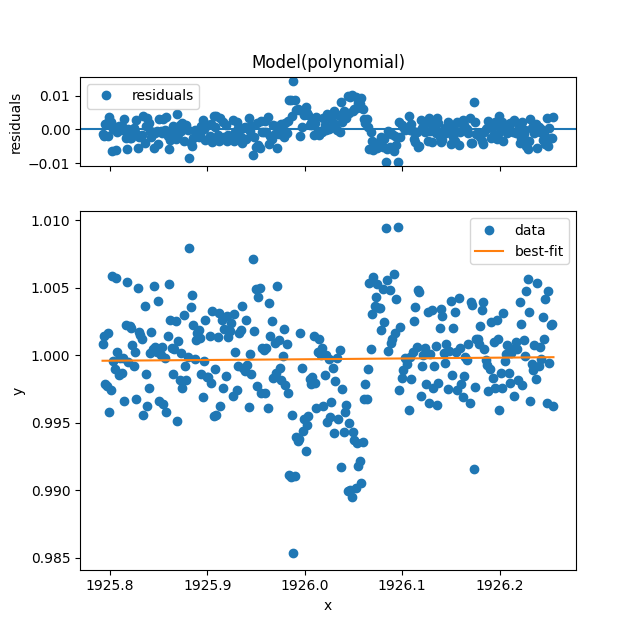 Model(polynomial)
residuals
residuals
0.01
0.00
−0.01
1.010
1.005
1.000
0.995
0.990
0.985
y
data
best-fit
1925.8
1925.9
1926.0
1926.1
1926.2
x